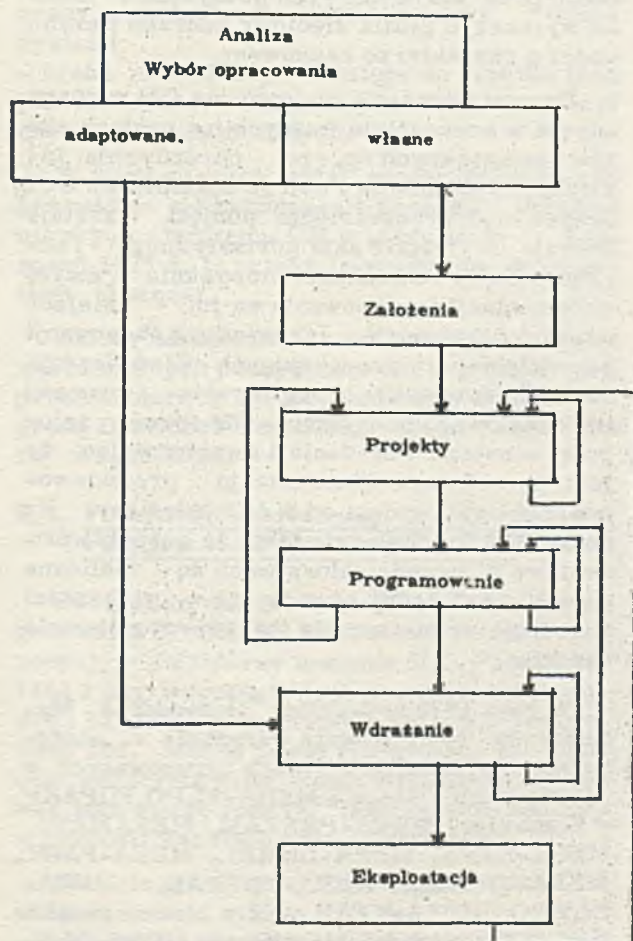 Analiza
Wybór opracowania
adaptowane.
własne
Założenia
Projekty
Programowanie
Wdrażanie
Eksploatacja